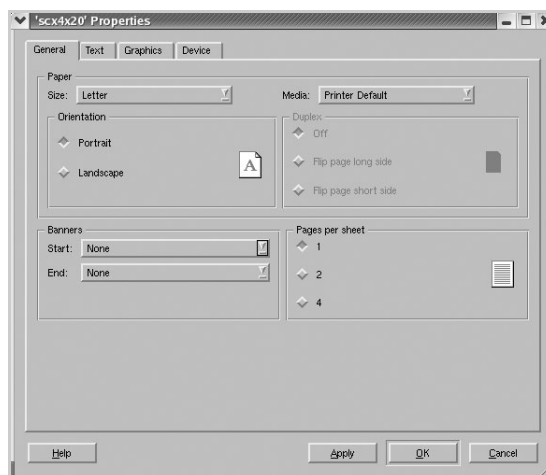 'scx4x20' Properties
General Text Graphics Device
Paper
Size: Letter
Media: Printer Default
Orientation
Portrait
Landscape
A
Duplex
Off
Flip page long side
Flip page short side
Banners
Start: None
End: None
Pages per sheet
1
2
4
Help Apply OK Cancel